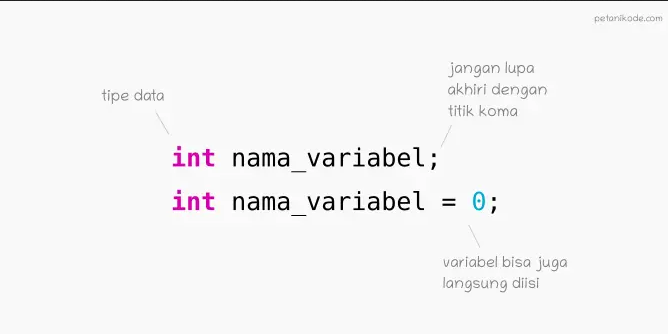 petanikode.com
jangan lupa
akhiri dengan
titik koma
tipe data
int nama_variabel;
int nama_variabel = 0;
variabel bisa juga
langsung diisi